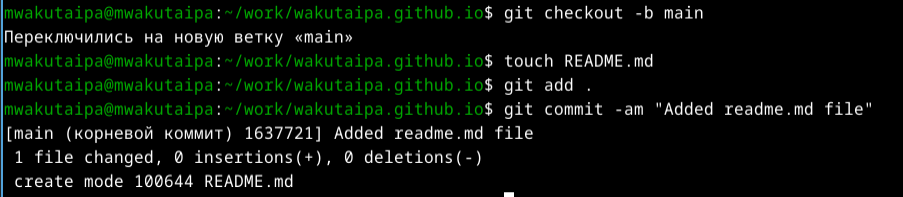 mwakutaipa@mwakutaipa:~/work/wakutaipa.github.io$ git checkout -b main
Переключились на новую ветку «main»
mwakutaipa@mwakutaipa:~/work/wakutaipa.github.io$ touch README.md
mwakutaipa@mwakutaipa:~/work/wakutaipa.github.io$ git add .
mwakutaipa@mwakutaipa:~/work/wakutaipa.github.io$ git commit -am "Added readme.md file"
[main (корневой коммит) 1637721] Added readme.md file
 1 file changed, 0 insertions(+), 0 deletions(-)
 create mode 100644 README.md